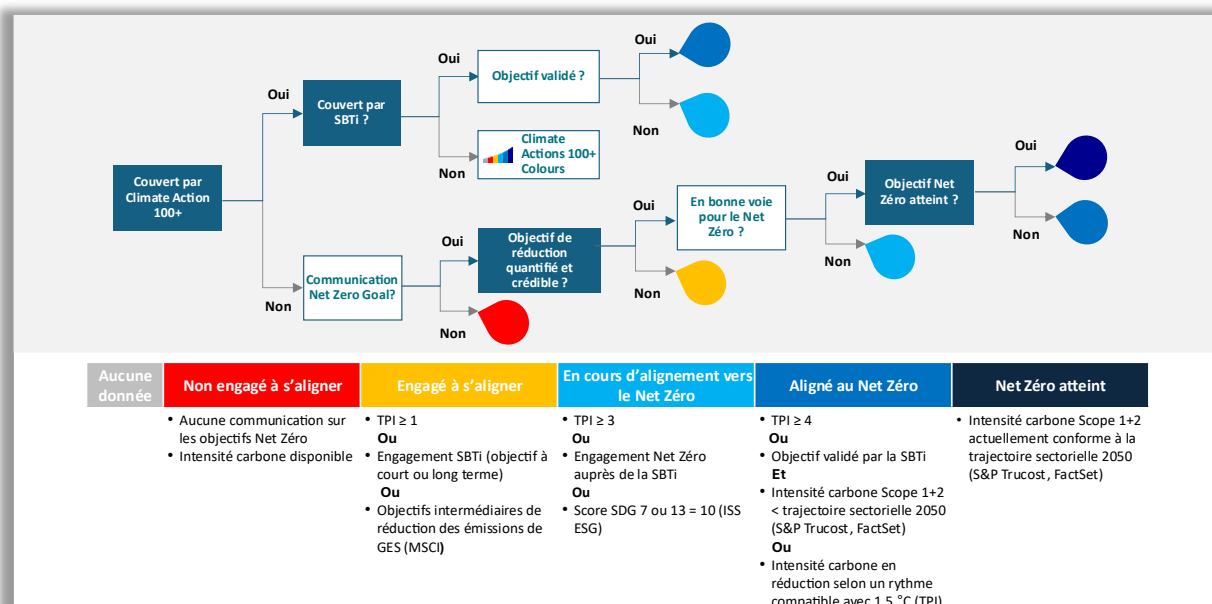 Oui
Oui
Objectif validé ?
Oui
Couvert par
SBTi ?
Non
Climate
Actions 100+
Colours
Non
Couvert par
Climate Action
100+
Oui
Objectif Net
Zéro atteint ?
Oui
En bonne voie
pour le Net
Zéro ?
Oui
Non
Oui
Objectif de
réduction
quantifié et
crédible ?
Non
Communication
Net Zero Goal?
Non
Non
Non
Aucune
donnée
Non engagé à s’aligner
Engagé à s’aligner
En cours d’alignement vers
le Net Zéro
Aligné au Net Zéro
Net Zéro atteint
• Aucune communication sur
les objectifs Net Zéro
• Intensité carbone disponible
• TPI ≥ 1
Ou
• Engagement SBTi (objectif à
court ou long terme)
Ou
• Objectifs intermédiaires de
réduction des émissions de
GES (MSCI)
• TPI ≥ 3
Ou
• Engagement Net Zéro
auprès de la SBTi
Ou
• Score SDG 7 ou 13 = 10 (ISS
ESG)
• TPI ≥ 4
Ou
• Objectif validé par la SBTi
Et
• Intensité carbone Scope 1+2
< trajectoire sectorielle 2050
(S&P Trucost, FactSet)
Ou
• Intensité carbone en
réduction selon un rythme
compatible avec 1,5 °C (TPI)
• Intensité carbone Scope 1+2
actuellement conforme à la
trajectoire sectorielle 2050
(S&P Trucost, FactSet)